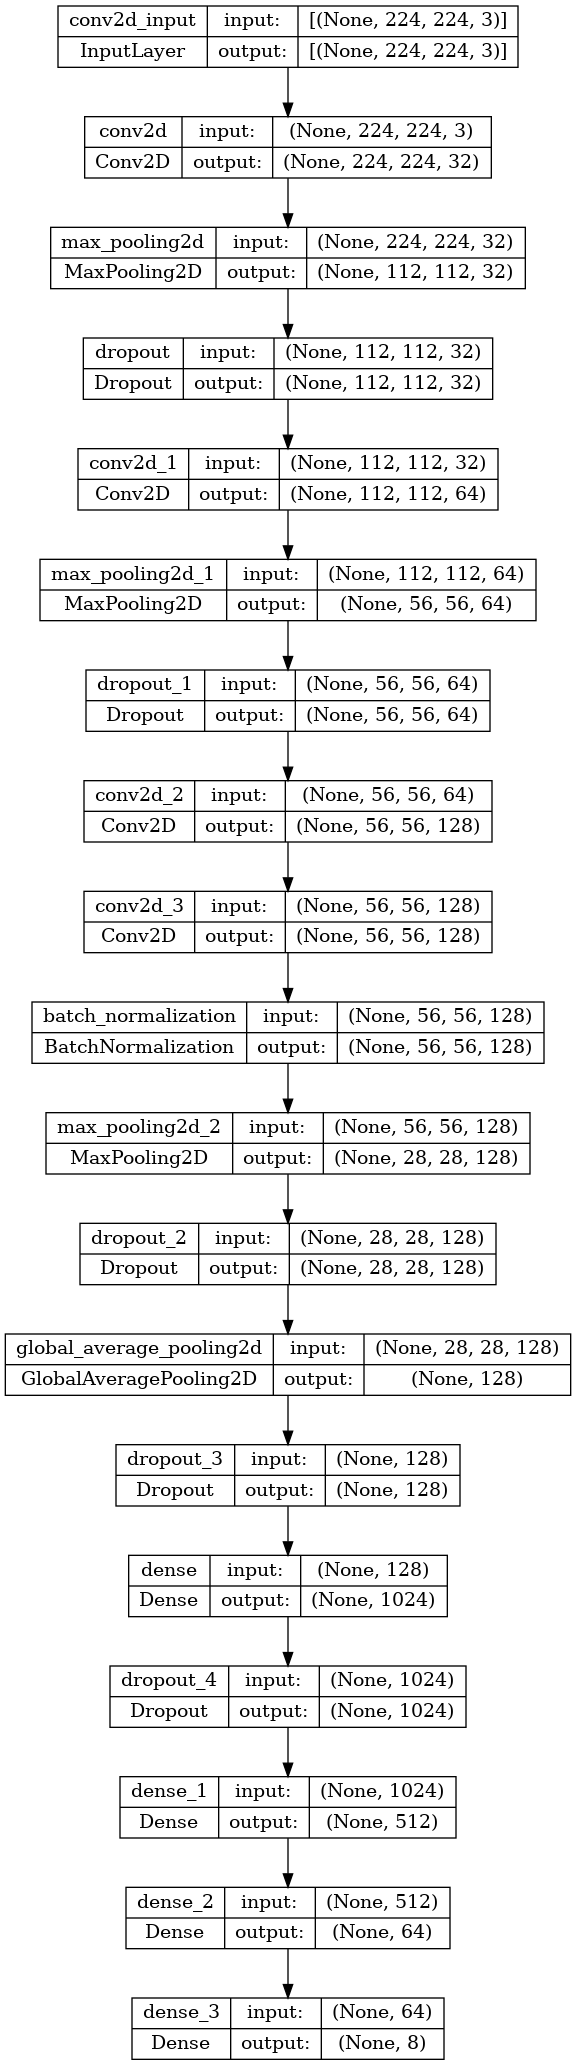 conv2d_input input: [(None, 224, 224, 3)]
InputLayer output: [(None, 224, 224, 3)]
conv2d input: (None, 224, 224, 3)
Conv2D output: (None, 224, 224, 32)
max_pooling2d input: (None, 224, 224, 32)
MaxPooling2D output: (None, 112, 112, 32)
dropout input: (None, 112, 112, 32)
Dropout output: (None, 112, 112, 32)
conv2d_1 input: (None, 112, 112, 32)
Conv2D output: (None, 112, 112, 64)
max_pooling2d_1 input: (None, 112, 112, 64)
MaxPooling2D output: (None, 56, 56, 64)
dropout_1 input: (None, 56, 56, 64)
Dropout output: (None, 56, 56, 64)
conv2d_2 input: (None, 56, 56, 64)
Conv2D output: (None, 56, 56, 128)
conv2d_3 input: (None, 56, 56, 128)
Conv2D output: (None, 56, 56, 128)
batch_normalization input: (None, 56, 56, 128)
BatchNormalization output: (None, 56, 56, 128)
max_pooling2d_2 input: (None, 56, 56, 128)
MaxPooling2D output: (None, 28, 28, 128)
dropout_2 input: (None, 28, 28, 128)
Dropout output: (None, 28, 28, 128)
global_average_pooling2d input: (None, 28, 28, 128)
GlobalAveragePooling2D output: (None, 128)
dropout_3 input: (None, 128)
Dropout output: (None, 128)
dense input: (None, 128)
Dense output: (None, 1024)
dropout_4 input: (None, 1024)
Dropout output: (None, 1024)
dense_1 input: (None, 1024)
Dense output: (None, 512)
dense_2 input: (None, 512)
Dense output: (None, 64)
dense_3 input: (None, 64)
Dense output: (None, 8)